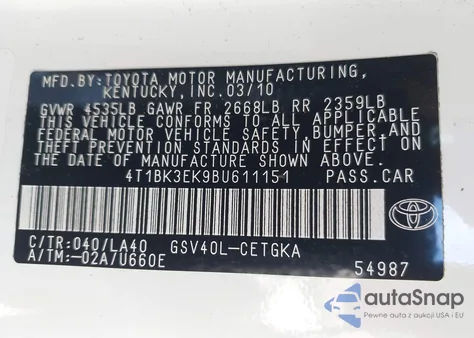 MFD.BY:TOYOTA MOTOR MANUFACTURING,
KENTUCKY,INC.03/10
GVWR 4535LB GAWR FR 2668LB RR 2359LB
THIS VEHICLE CONFORMS TO ALL APPLICABLE
FEDERAL MOTOR VEHICLE SAFETY,BUMPER,AND
THEFT PREVENTION STANDARDS IN EFFECT ON
THE DATE OF MANUFACTURE SHOWN ABOVE.
4T1BK3EK9BU611151 PASS.CAR
TOYOTA
C/TR:040/LA40 GSV40L-CETGKA
A/TM:-02A/U660E 54987
autoSnap
Pewne auta z aukcji USA i EU